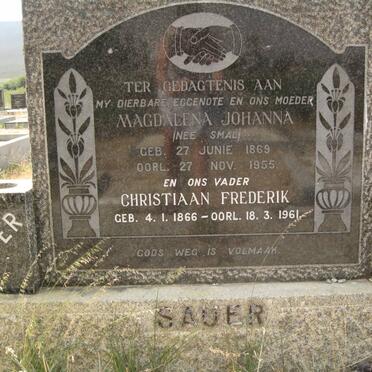 TER GEDAGTENIS AAN
MY DIERBARE EGGENOTE EN ONS MOEDER
MAGDALENA JOHANNA
(NEE SMAL)
GEB. 27 JUNIE 1869
OORL. 27 NOV. 1955.
EN ONS VADER
CHRISTIAAN FREDERIK
GEB. 4.1.1866 – OORL. 18.3.1961.
GODS WEG IS VOLMAAK.
SAUER
ER